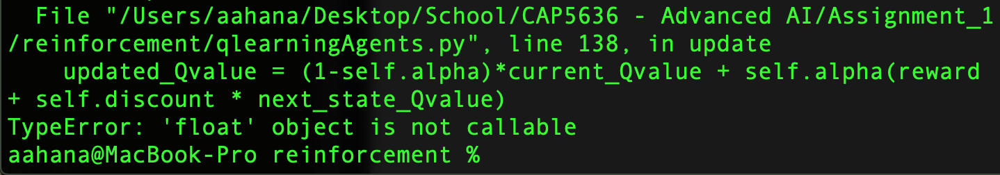 File "/Users/aahana/Desktop/School/CAP5636 - Advanced AI/Assignment_1
/reinforcement/qlearningAgents.py", line 138, in update
    updated_Qvalue = (1-self.alpha)*current_Qvalue + self.alpha(reward
+ self.discount * next_state_Qvalue)
TypeError: 'float' object is not callable
aahana@MacBook-Pro reinforcement %